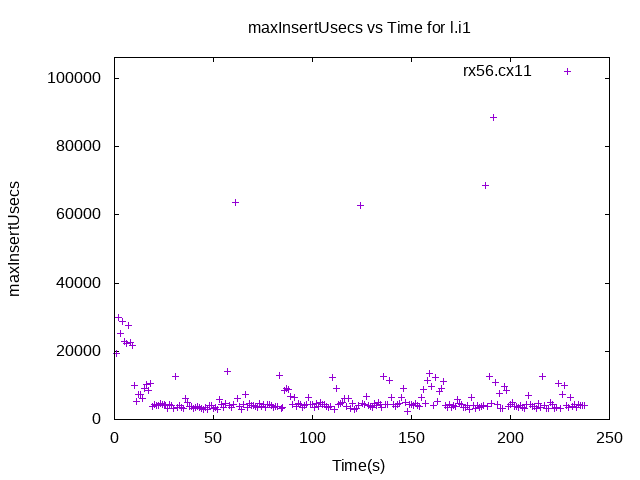 maxInsertUsecs vs Time for l.i1
rx56.cx11
maxInsertUsecs
100000
80000
60000
40000
20000
0
0 50 100 150 200 250
Time(s)